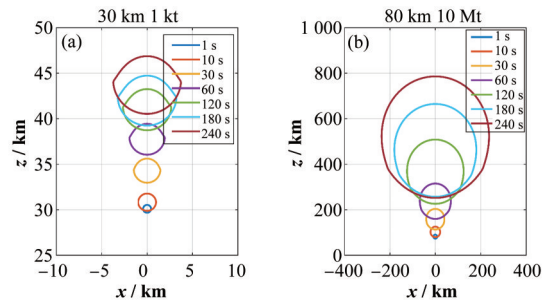 30 km 1 kt
(a)
1 s
10 s
30 s
60 s
120 s
180 s
240 s
50
45
40
35
30
25
z / km
−10
−5
0
5
10
x / km
80 km 10 Mt
(b)
1 s
10 s
30 s
60 s
120 s
180 s
240 s
1 000
800
600
400
200
0
z / km
−400
−200
0
200
400
x / km